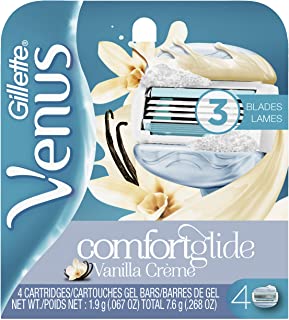 Gillette®
Venus
3
BLADES
LAMES
comfortglide
Vanilla Crème
4 CARTRIDGES/CARTOUCHES GEL BARS/BARRES DE GEL
NET WT./POIDS NET : 1.9 g (.067 OZ) TOTAL 7.6 g (.268 OZ)
4